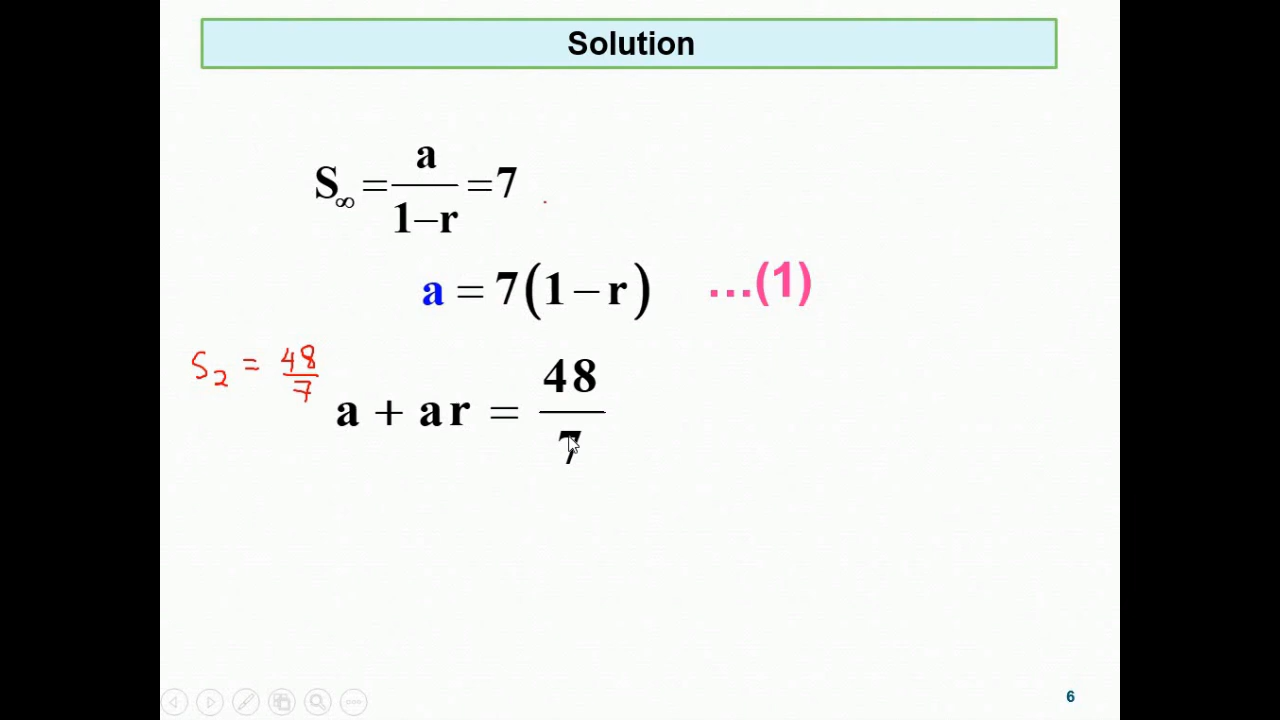 Solution
S∞ = a/(1−r) = 7
a = 7(1−r) ...(1)
S2 = 48/7
a + ar = 48/7
6